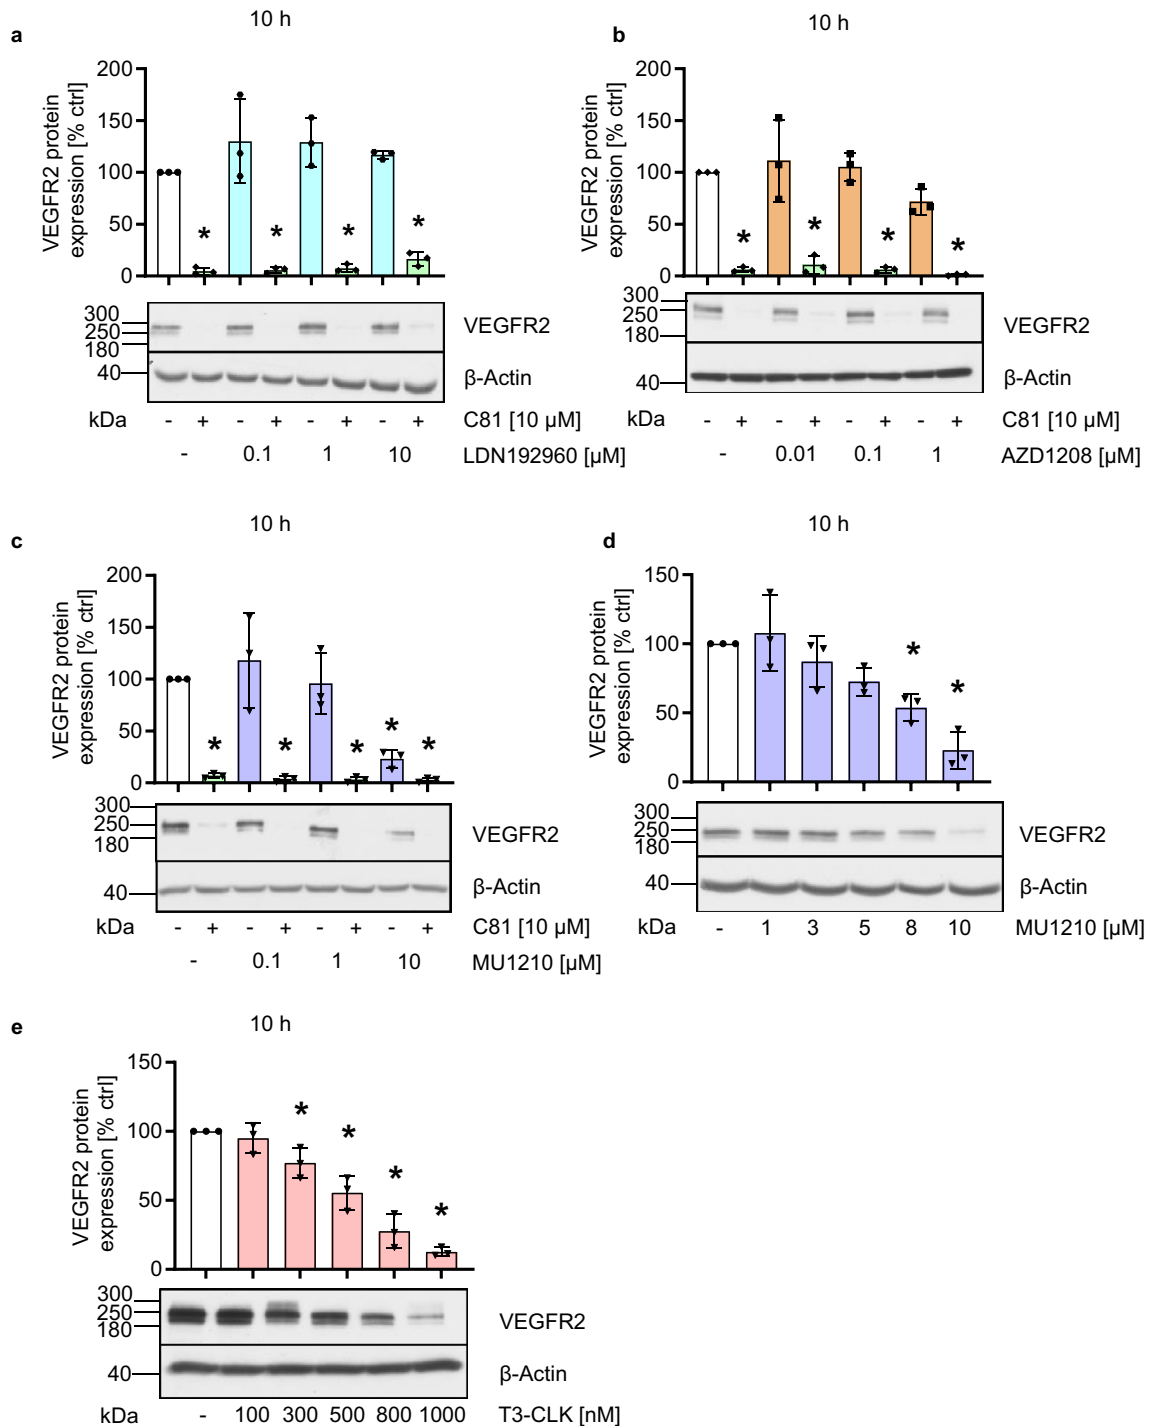 a
10 h
VEGFR2 protein
expression [% ctrl]
200
150
100
50
0
* * * *
300
250
180
40
VEGFR2
β-Actin
kDa - + - + - + - + C81 [10 µM]
- 0.1 1 10 LDN192960 [µM]
b
10 h
VEGFR2 protein
expression [% ctrl]
200
150
100
50
0
* * * *
300
250
180
40
VEGFR2
β-Actin
- + - + - + - + C81 [10 µM]
- 0.01 0.1 1 AZD1208 [µM]
c
10 h
VEGFR2 protein
expression [% ctrl]
200
150
100
50
0
* * * * *
300
250
180
40
VEGFR2
β-Actin
kDa - + - + - + - + C81 [10 µM]
- 0.1 1 10 MU1210 [µM]
d
10 h
VEGFR2 protein
expression [% ctrl]
150
100
50
0
* *
300
250
180
40
VEGFR2
β-Actin
kDa - 1 3 5 8 10 MU1210 [µM]
e
10 h
VEGFR2 protein
expression [% ctrl]
150
100
50
0
* * * *
300
250
180
40
VEGFR2
β-Actin
kDa - 100 300 500 800 1000 T3-CLK [nM]